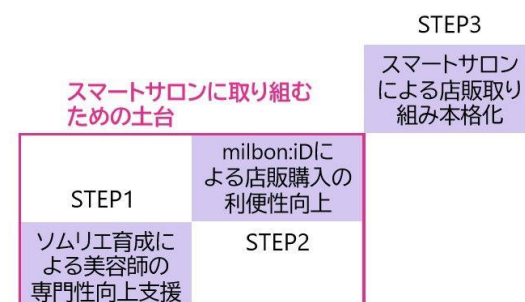 STEP3
スマートサロン
による店販取り
組み本格化
スマートサロンに取り組む
ための土台
milbon:iDに
よる店販購入の
利便性向上
STEP1
STEP2
ソムリエ育成に
よる美容師の
専門性向上支援